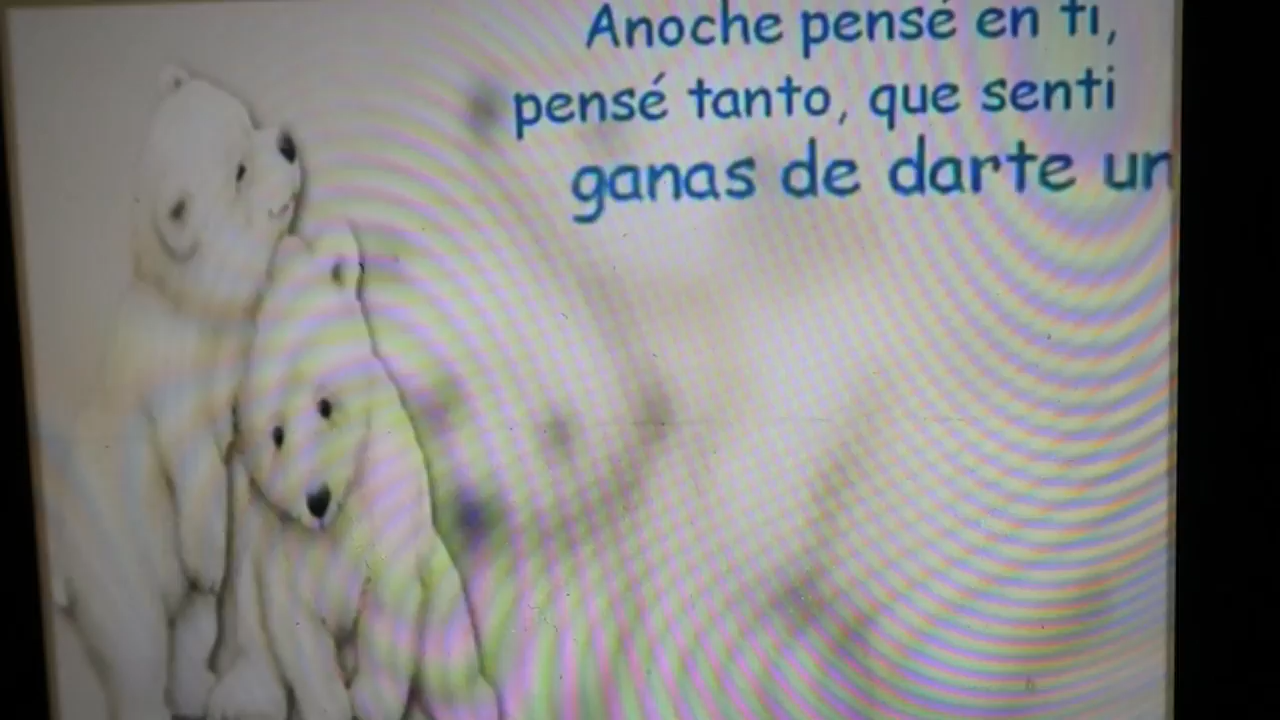 Anoche pensé en ti,
pensé tanto, que senti
ganas de darte un